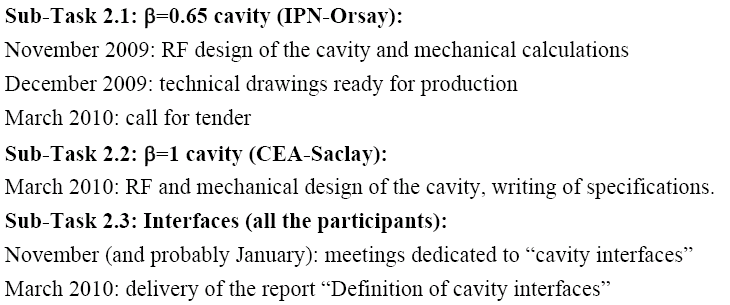 Sub-Task 2.1: β=0.65 cavity (IPN-Orsay):
November 2009: RF design of the cavity and mechanical calculations
December 2009: technical drawings ready for production
March 2010: call for tender
Sub-Task 2.2: β=1 cavity (CEA-Saclay):
March 2010: RF and mechanical design of the cavity, writing of specifications.
Sub-Task 2.3: Interfaces (all the participants):
November (and probably January): meetings dedicated to “cavity interfaces”
March 2010: delivery of the report “Definition of cavity interfaces”